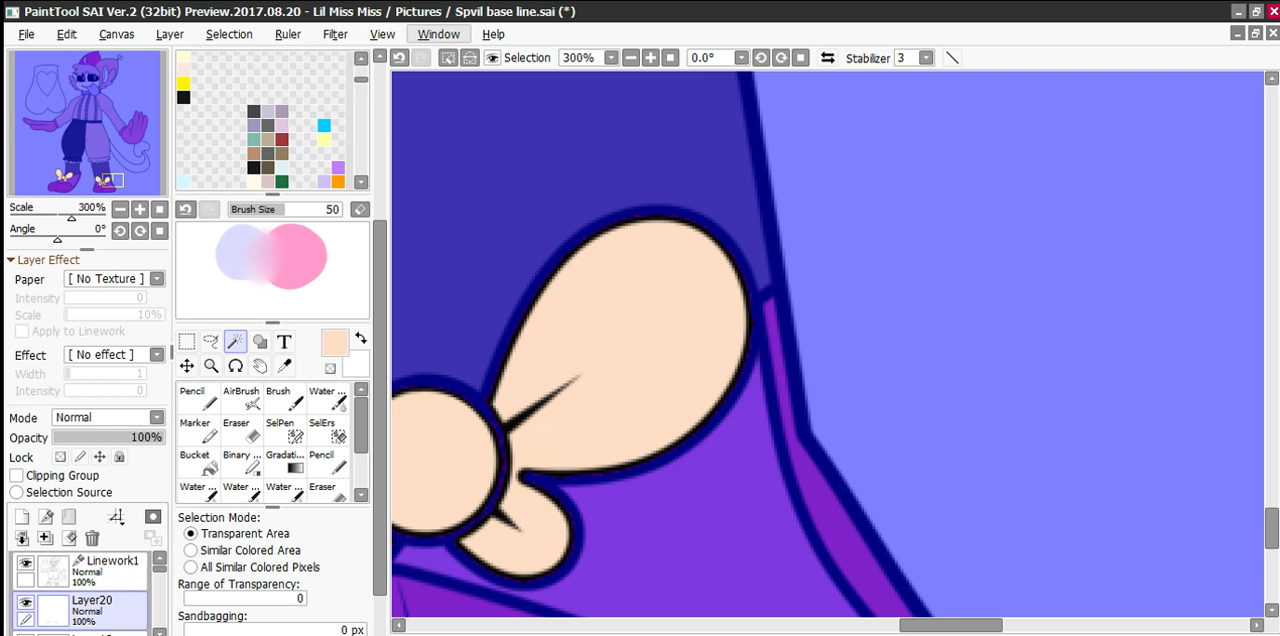 PaintTool SAI Ver.2 (32bit) Preview.2017.08.20 - Lil Miss Miss / Pictures / Spvil base line.sai (*)
File Edit Canvas Layer Selection Ruler Filter View Window Help
Selection 300% 0.0° Stabilizer 3
Scale 300%
Angle 0°
Layer Effect
Paper [ No Texture ]
Intensity 0
Scale 10%
Apply to Linework
Effect [ No effect ]
Width 1
Intensity 0
Mode Normal
Opacity 100%
Lock
Clipping Group
Selection Source
Linework1
Normal
100%
Layer20
Normal
100%
Brush Size 50
T
Pencil AirBrush Brush Water ...
Marker Eraser SelPen SelErs
Bucket Binary ... Gradati... Pencil
Water ... Water ... Water ... Eraser
Selection Mode:
Transparent Area
Similar Colored Area
All Similar Colored Pixels
Range of Transparency:
0
Sandbagging:
0 px